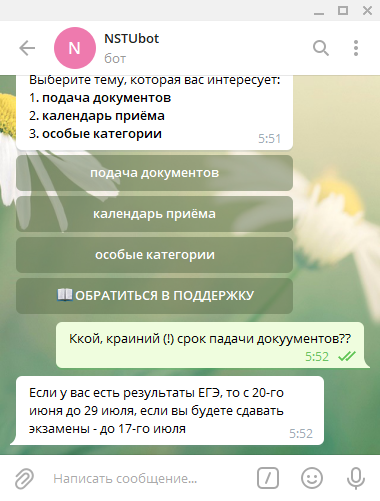 NSTUbot
N
бот
Выберите тему, которая вас интересует:
1. подача документов
2. календарь приёма
3. особые категории
5:51
подача документов
календарь приёма
особые категории
📖ОБРАТИТЬСЯ В ПОДДЕРЖКУ
Ккой, краиний (!) срок падачи докуументов??
5:52
Если у вас есть результаты ЕГЭ, то с 20-го
июня до 29 июля, если вы будете сдавать
экзамены - до 17-го июля
5:52
Написать сообщение...